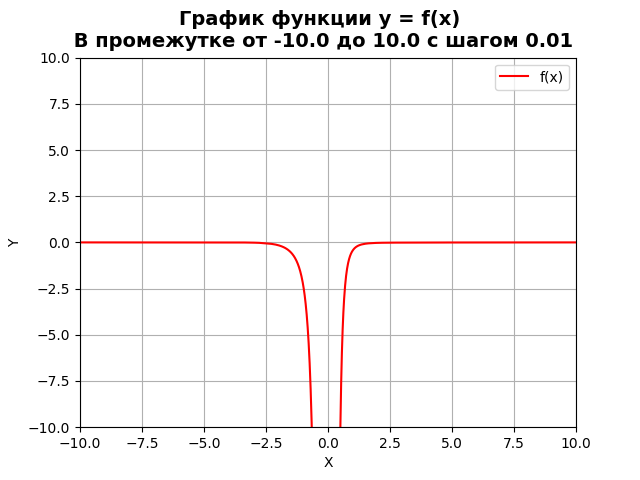 График функции y = f(x)
В промежутке от -10.0 до 10.0 с шагом 0.01
f(x)
10.0
7.5
5.0
2.5
0.0
−2.5
−5.0
−7.5
−10.0
Y
−10.0 −7.5 −5.0 −2.5 0.0 2.5 5.0 7.5 10.0
X